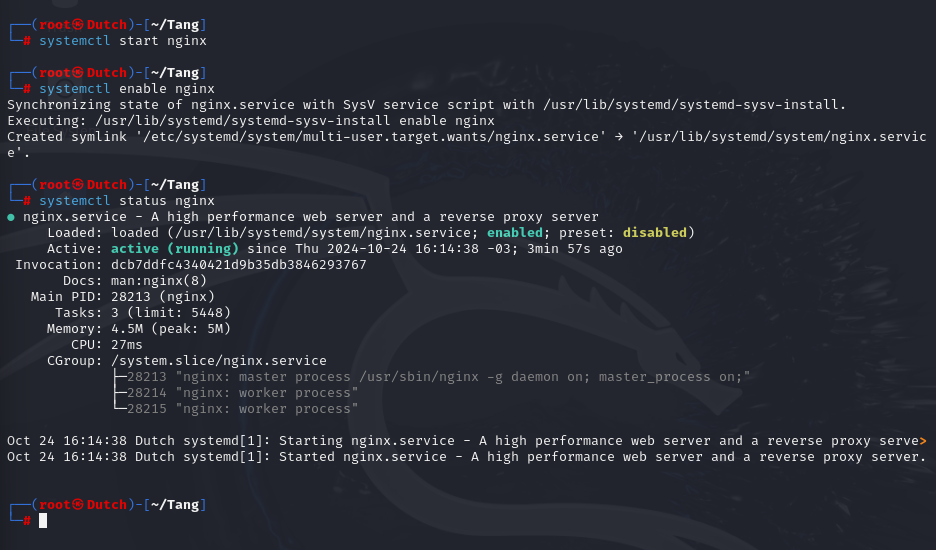 ┌──(root㉿Dutch)-[~/Tang]
└─# systemctl start nginx
┌──(root㉿Dutch)-[~/Tang]
└─# systemctl enable nginx
Synchronizing state of nginx.service with SysV service script with /usr/lib/systemd/systemd-sysv-install.
Executing: /usr/lib/systemd/systemd-sysv-install enable nginx
Created symlink '/etc/systemd/system/multi-user.target.wants/nginx.service' → '/usr/lib/systemd/system/nginx.servic
e'.
┌──(root㉿Dutch)-[~/Tang]
└─# systemctl status nginx
● nginx.service - A high performance web server and a reverse proxy server
Loaded: loaded (/usr/lib/systemd/system/nginx.service; enabled; preset: disabled)
Active: active (running) since Thu 2024-10-24 16:14:38 -03; 3min 57s ago
Invocation: dcb7ddfc4340421d9b35db3846293767
Docs: man:nginx(8)
Main PID: 28213 (nginx)
Tasks: 3 (limit: 5448)
Memory: 4.5M (peak: 5M)
CPU: 27ms
CGroup: /system.slice/nginx.service
├─28213 "nginx: master process /usr/sbin/nginx -g daemon on; master_process on;"
├─28214 "nginx: worker process"
└─28215 "nginx: worker process"
Oct 24 16:14:38 Dutch systemd[1]: Starting nginx.service - A high performance web server and a reverse proxy serve>
Oct 24 16:14:38 Dutch systemd[1]: Started nginx.service - A high performance web server and a reverse proxy server.
┌──(root㉿Dutch)-[~/Tang]
└─#